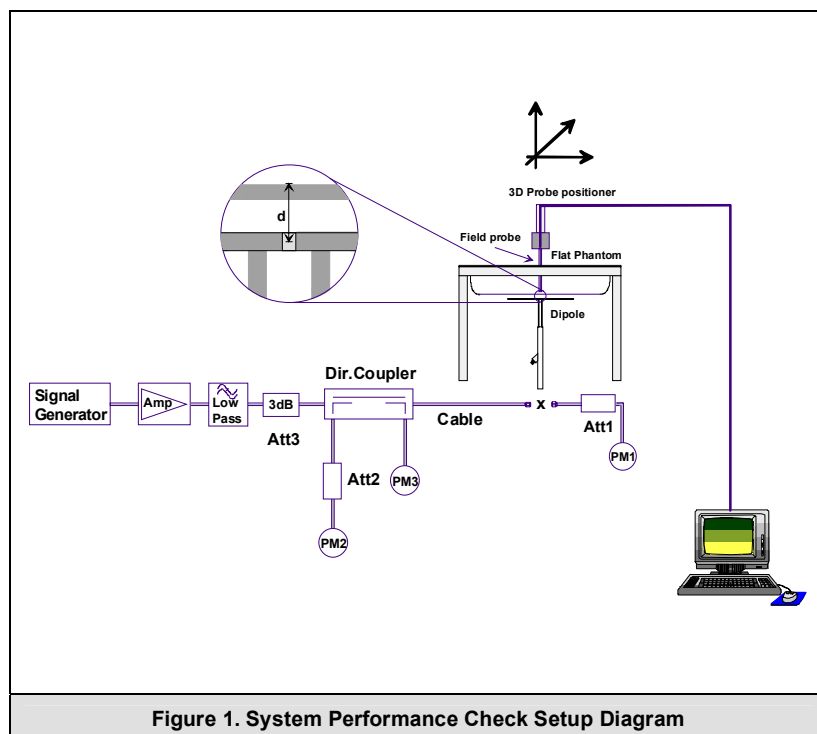 3D Probe positioner
d
Field probe
Flat Phantom
Dipole
Dir.Coupler
Signal
Generator
Amp
Low
Pass
3dB
Cable
x
Att3
Att1
Att2
PM3
PM1
PM2
Figure 1. System Performance Check Setup Diagram